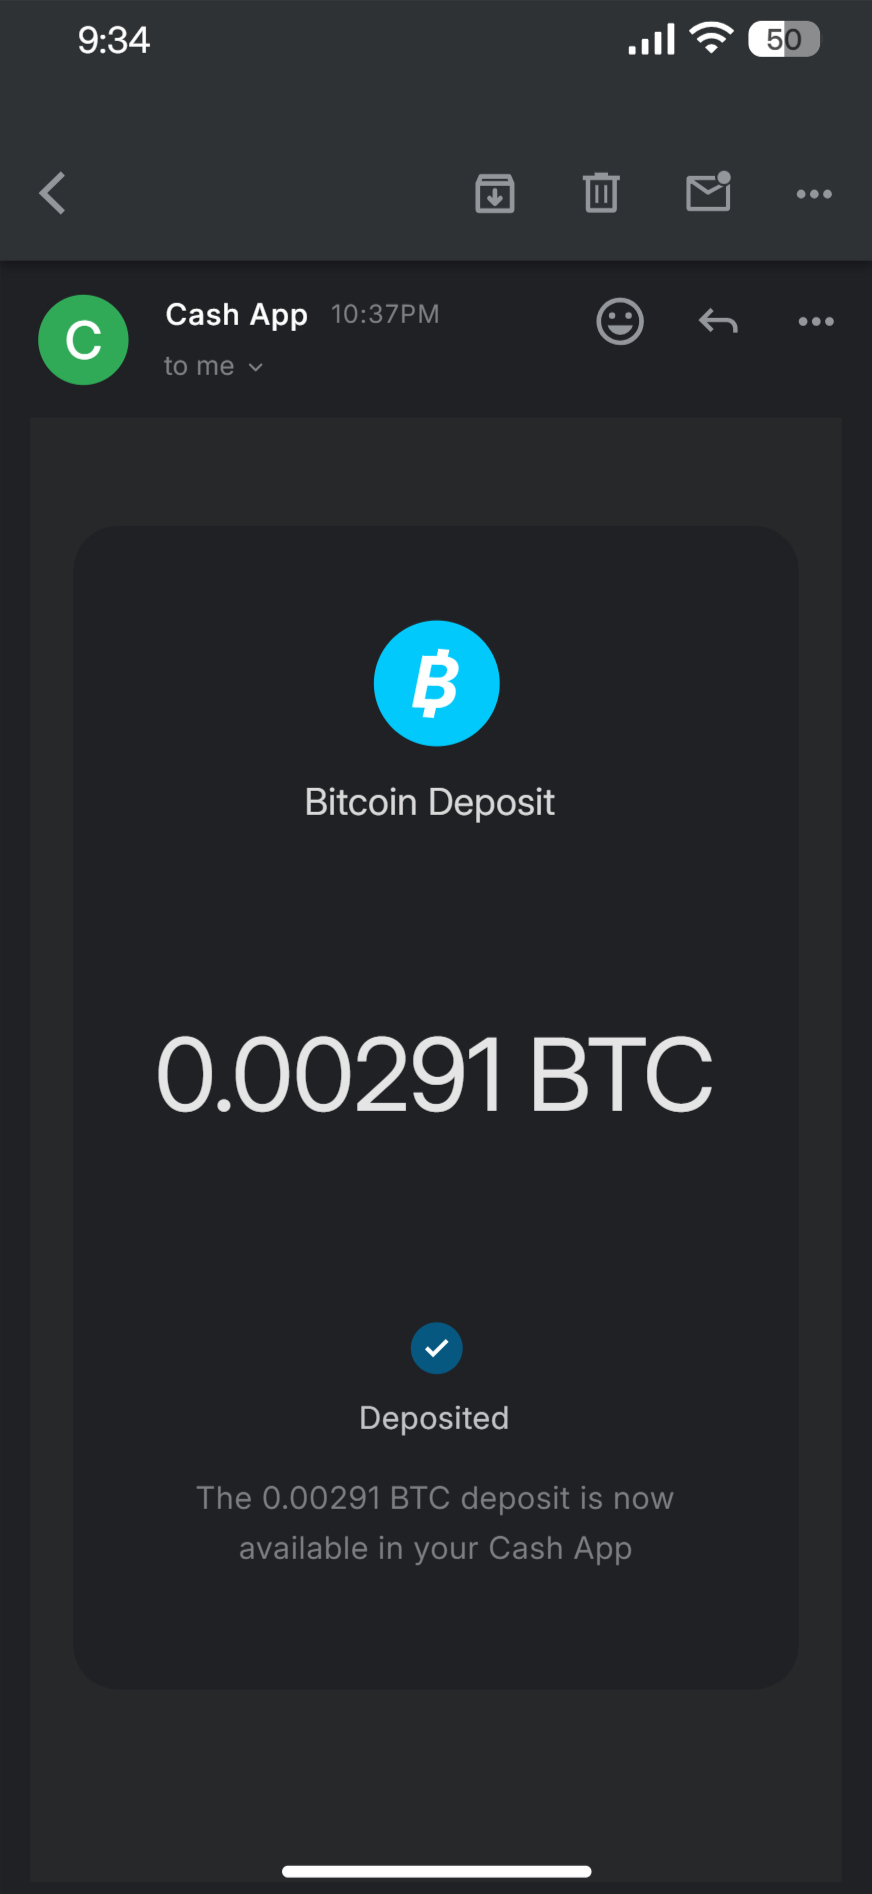 9:34
50
Cash App 10:37PM
C
to me
Bitcoin Deposit
0.00291 BTC
Deposited
The 0.00291 BTC deposit is now
available in your Cash App